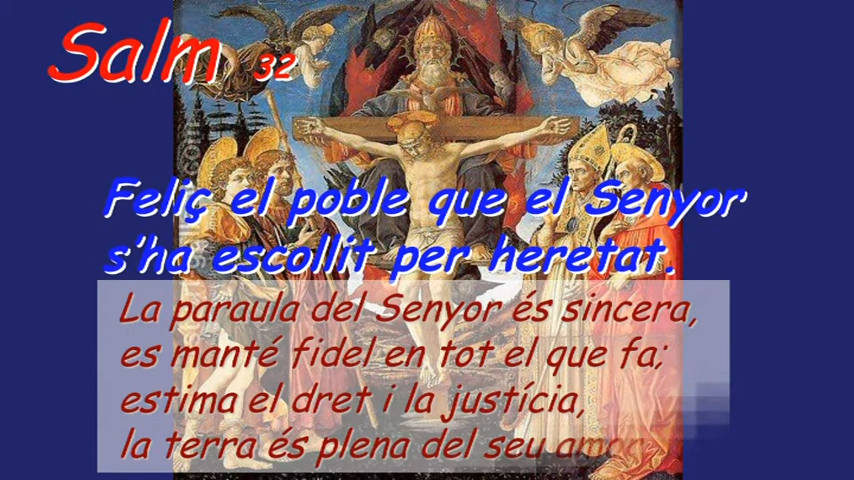 Salm 32
Feliç el poble que el Senyor
s'ha escollit per heretat.
La paraula del Senyor és sincera,
es manté fidel en tot el que fa;
estima el dret i la justícia,
la terra és plena del seu amor